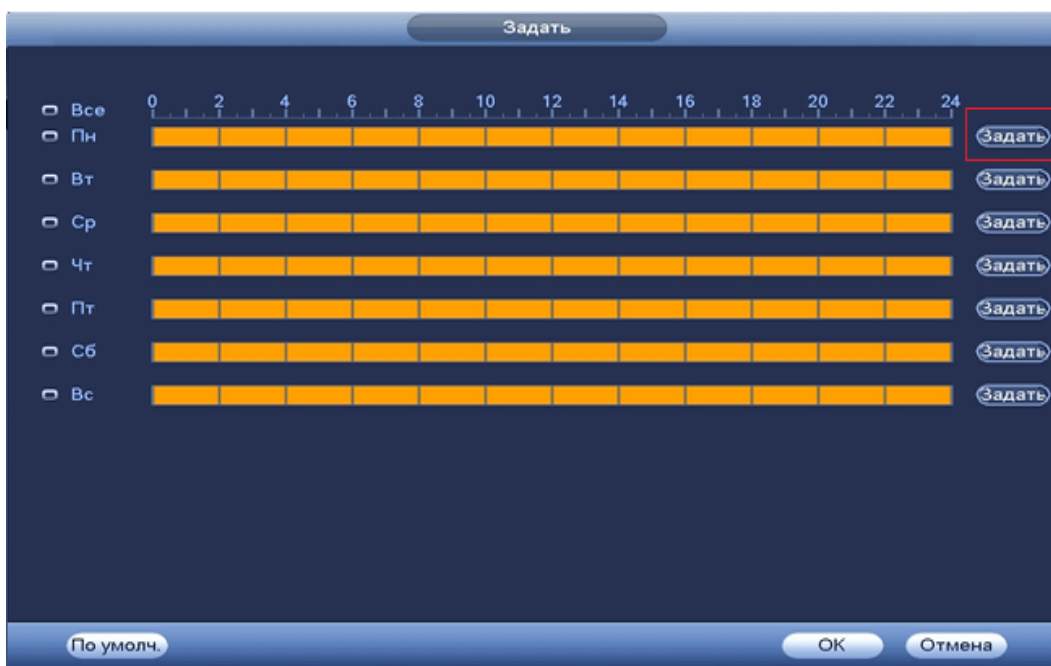 Задать
Все 0 2 4 6 8 10 12 14 16 18 20 22 24
Пн Задать
Вт Задать
Ср Задать
Чт Задать
Пт Задать
Сб Задать
Вс Задать
По умолч. OK Отмена